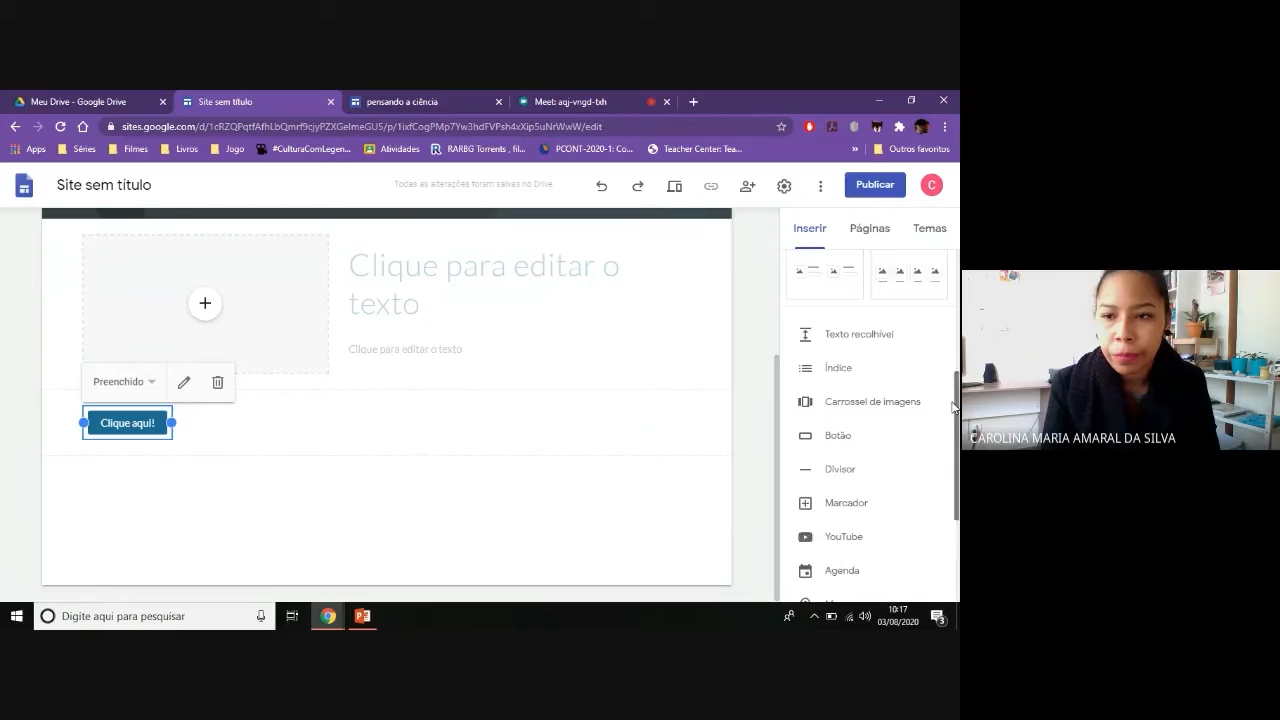 Meu Drive - Google Drive
Site sem título
pensando a ciência
Meet: aqj-vngd-txh
sites.google.com/d/1cRZQPqtfAfhLbQmrf9cjyPZXGeImeGU5/p/1ixfCogPMp7Yw3hdFVPsh4xXip5uNrWwW/edit
Apps
Séries
Filmes
Livros
Jogo
#CulturaComLegen...
Atividades
RARBG Torrents , fil...
PCONT-2020-1: Co...
Teacher Center: Tea...
»
Outros favoritos
Site sem título
Todas as alterações foram salvas no Drive.
Publicar
C
Inserir
Páginas
Temas
Clique para editar o
texto
Clique para editar o texto
Preenchido
Clique aqui!
Texto recolhível
Índice
Carrossel de imagens
Botão
Divisor
Marcador
YouTube
Agenda
CAROLINA MARIA AMARAL DA SILVA
Digite aqui para pesquisar
10:17
03/08/2020
3